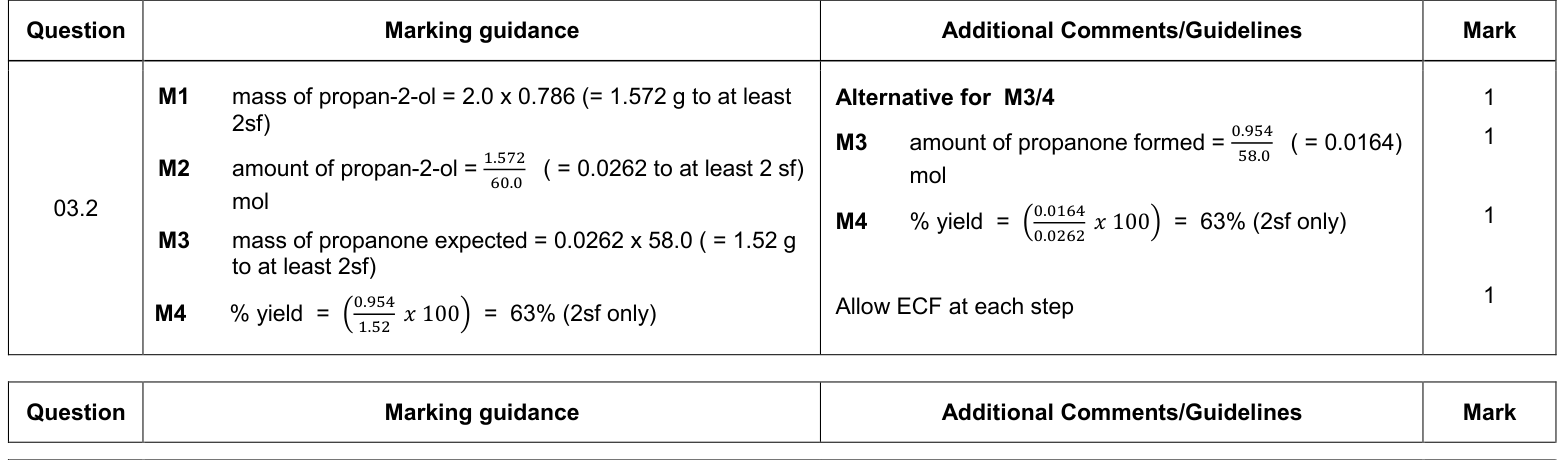 Question Marking guidance Additional Comments/Guidelines Mark
03.2
M1 mass of propan-2-ol = 2.0 x 0.786 (= 1.572 g to at least
2sf)
M2 amount of propan-2-ol = 1.572/60.0 ( = 0.0262 to at least 2 sf)
mol
M3 mass of propanone expected = 0.0262 x 58.0 ( = 1.52 g
to at least 2sf)
M4 % yield = (0.954/1.52 x 100) = 63% (2sf only)
Alternative for M3/4
M3 amount of propanone formed = 0.954/58.0 ( = 0.0164)
mol
M4 % yield = (0.0164/0.0262 x 100) = 63% (2sf only)
Allow ECF at each step
1
1
1
1
Question Marking guidance Additional Comments/Guidelines Mark